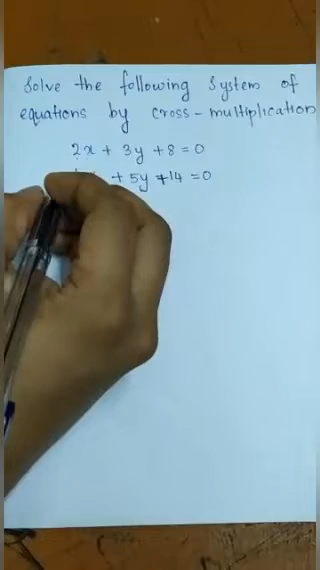 Solve the following System of
equations by cross-multiplication
2x + 3y + 8 = 0
+ 5y + 14 = 0